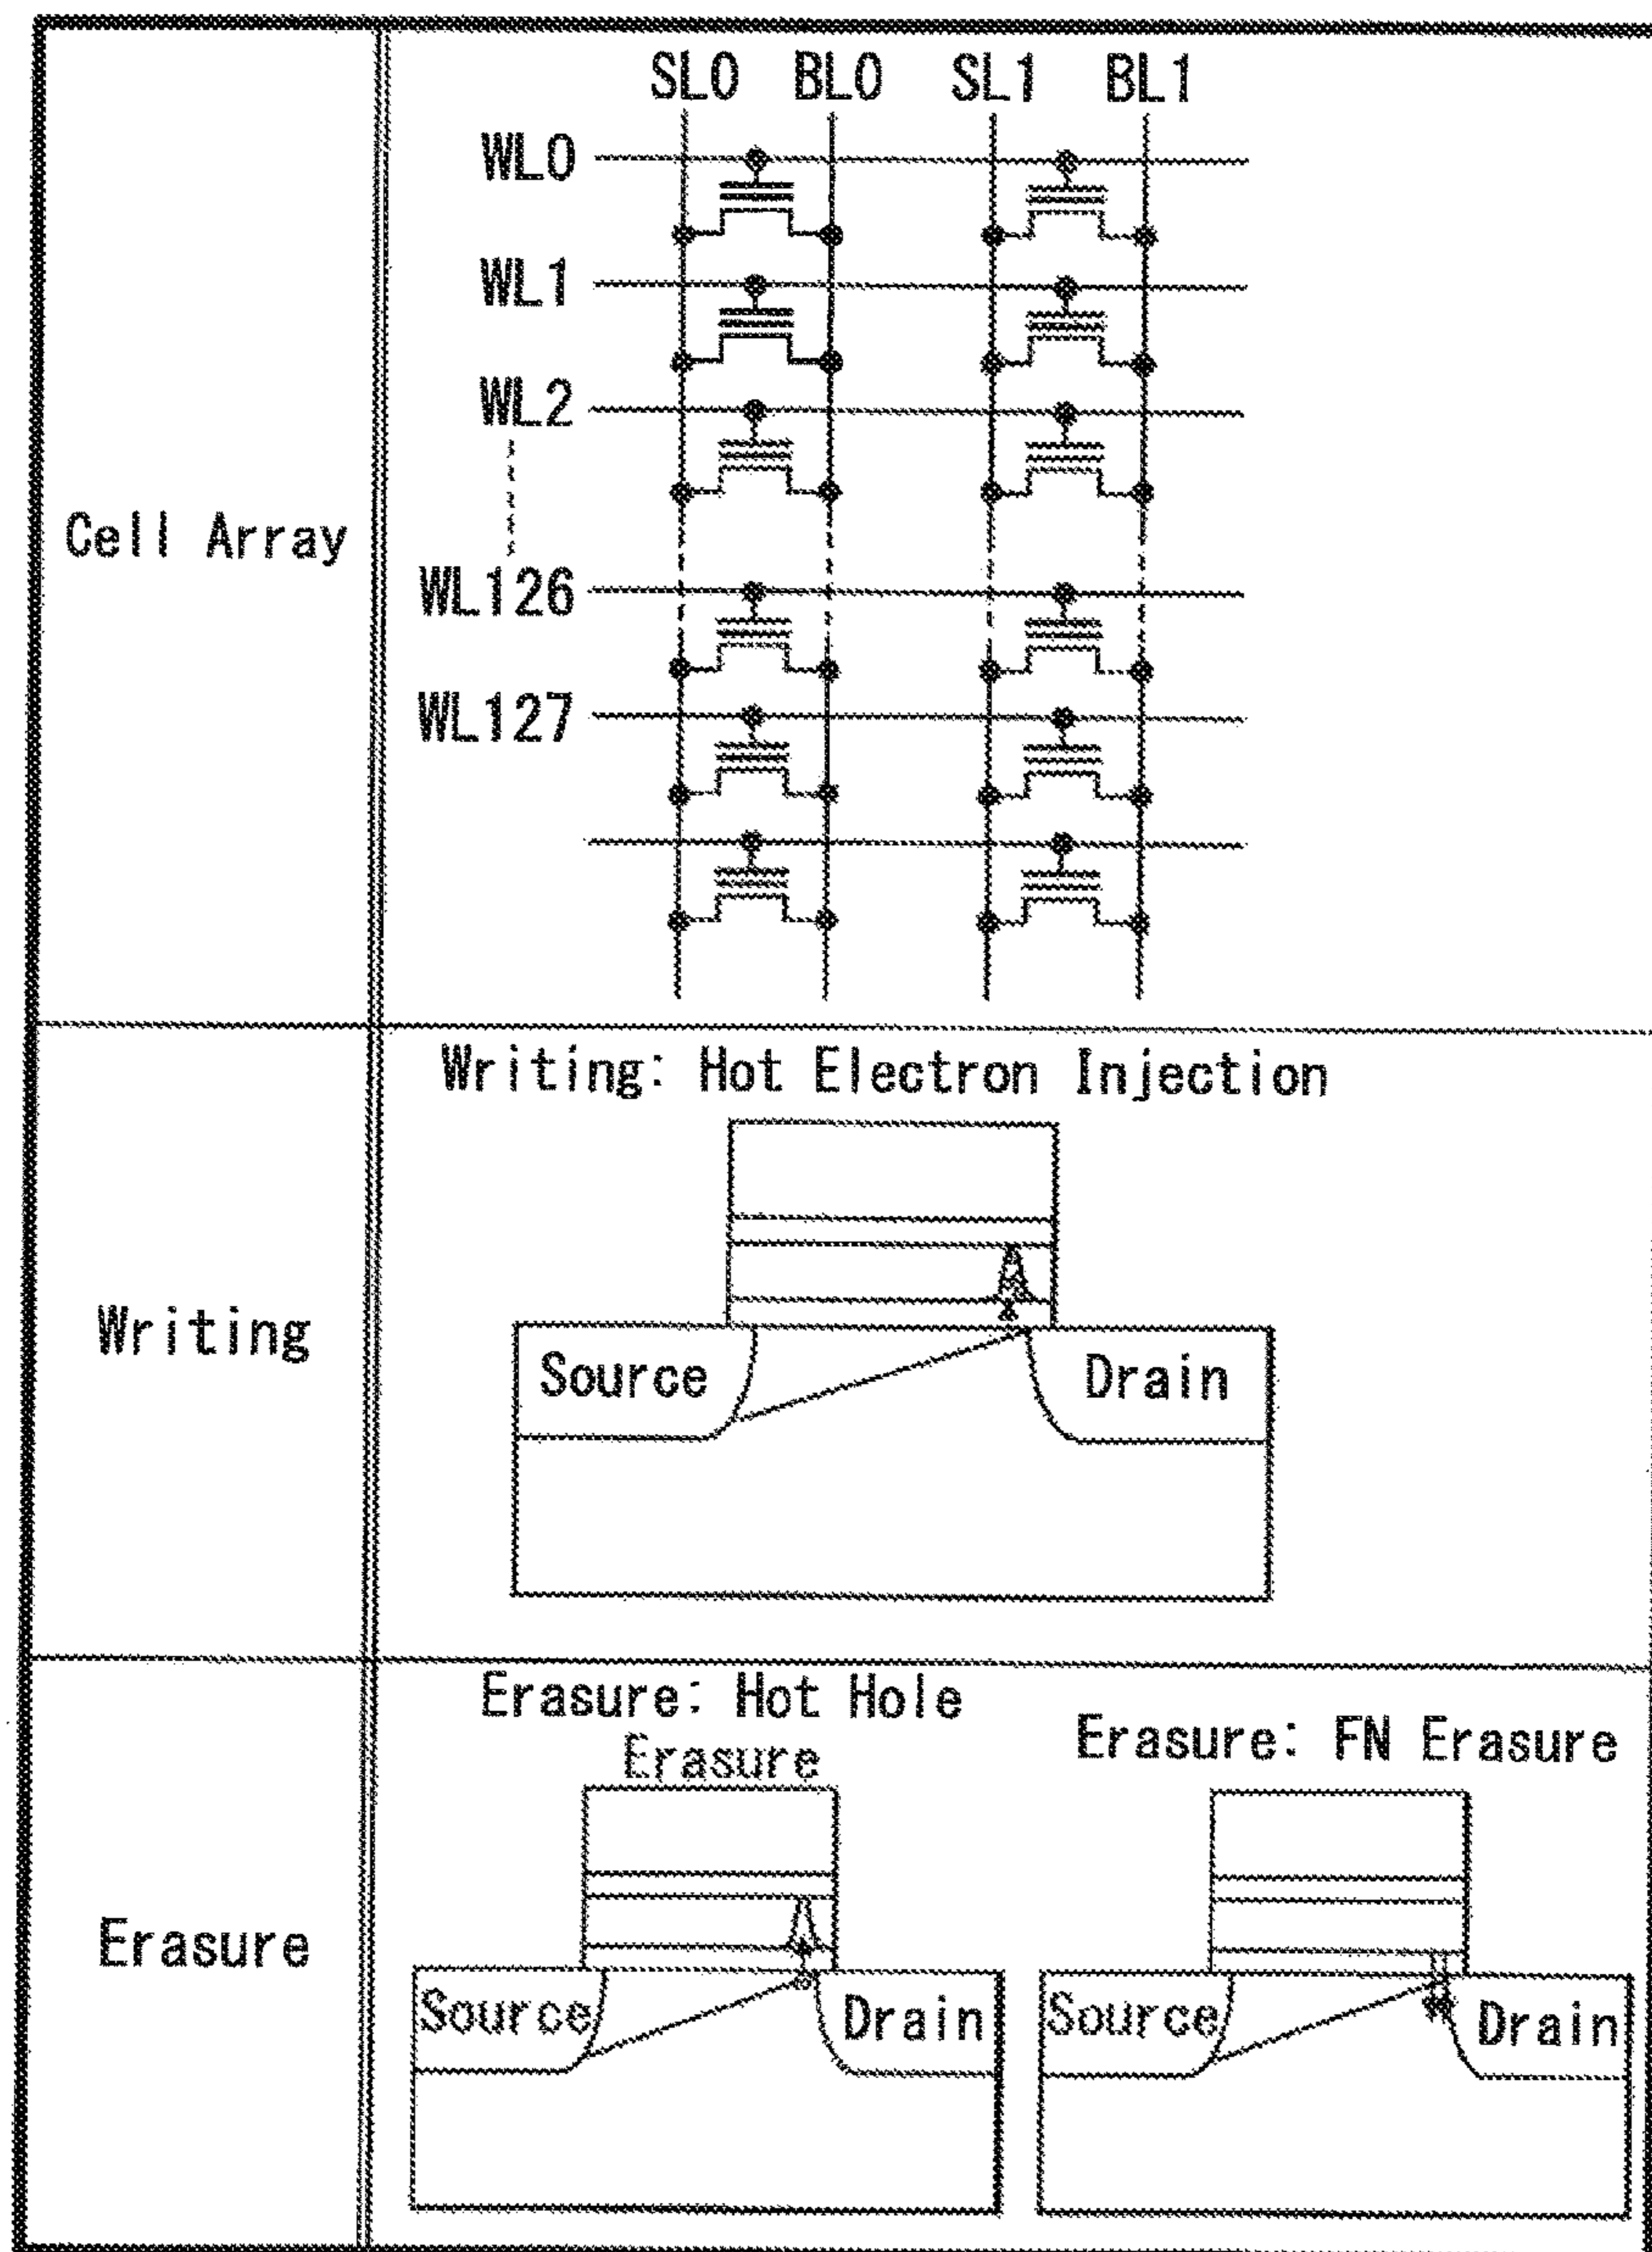 SL0 BL0 SL1 BL1
WL0
WL1
WL2
Cell Array
WL126
WL127
Writing: Hot Electron Injection
Writing
Source
Drain
Erasure: Hot Hole
Erasure
Erasure: FN Erasure
Erasure
Source
Drain
Source
Drain